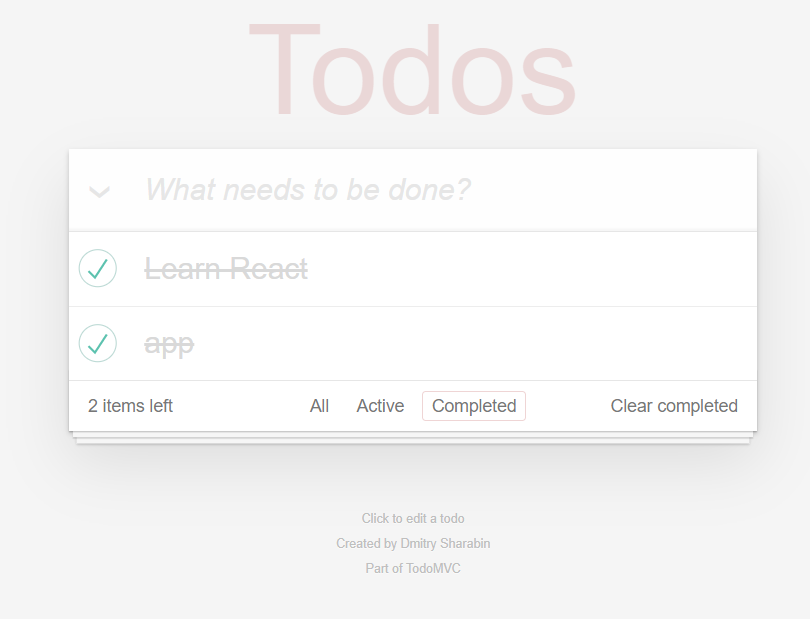 Todos
What needs to be done?
Learn React
app
2 items left All Active Completed Clear completed
Click to edit a todo
Created by Dmitry Sharabin
Part of TodoMVC